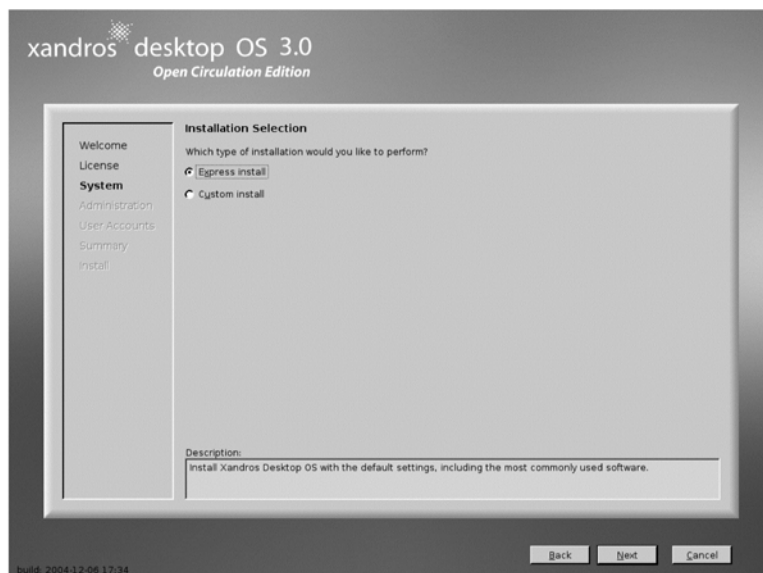 xandros desktop OS 3.0
Open Circulation Edition
Welcome
License
System
Administration
User Accounts
Summary
Install
Installation Selection
Which type of installation would you like to perform?
Express install
Custom install
Description:
Install Xandros Desktop OS with the default settings, including the most commonly used software.
Back
Next
Cancel
build: 2004-12-06 17:34